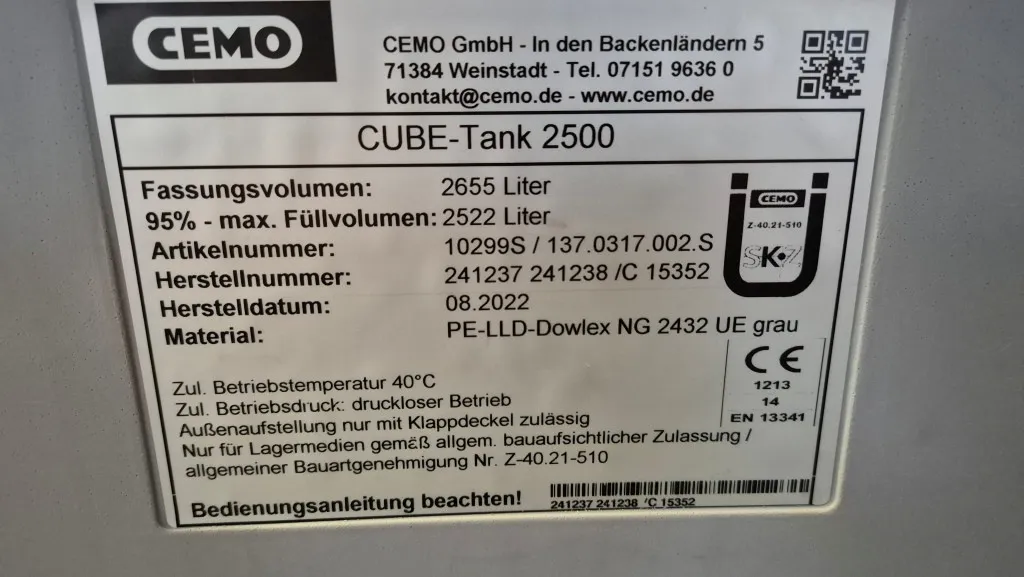 CEMO
CEMO GmbH - In den Backenländern 5
71384 Weinstadt - Tel. 07151 9636 0
kontakt@cemo.de - www.cemo.de
CUBE-Tank 2500
Fassungsvolumen: 2655 Liter
95% - max. Füllvolumen: 2522 Liter
Artikelnummer: 10299S / 137.0317.002.S
Herstellnummer: 241237 241238 /C 15352
Herstelldatum: 08.2022
Material: PE-LLD-Dowlex NG 2432 UE grau
CEMO
Z-40.21-510
SKZ
CE
1213
14
EN 13341
Zul. Betriebstemperatur 40°C
Zul. Betriebsdruck: druckloser Betrieb
Außenaufstellung nur mit Klappdeckel zulässig
Nur für Lagermedien gemäß allgem. bauaufsichtlicher Zulassung /
allgemeiner Bauartgenehmigung Nr. Z-40.21-510
Bedienungsanleitung beachten!
241237 241238 /C 15352